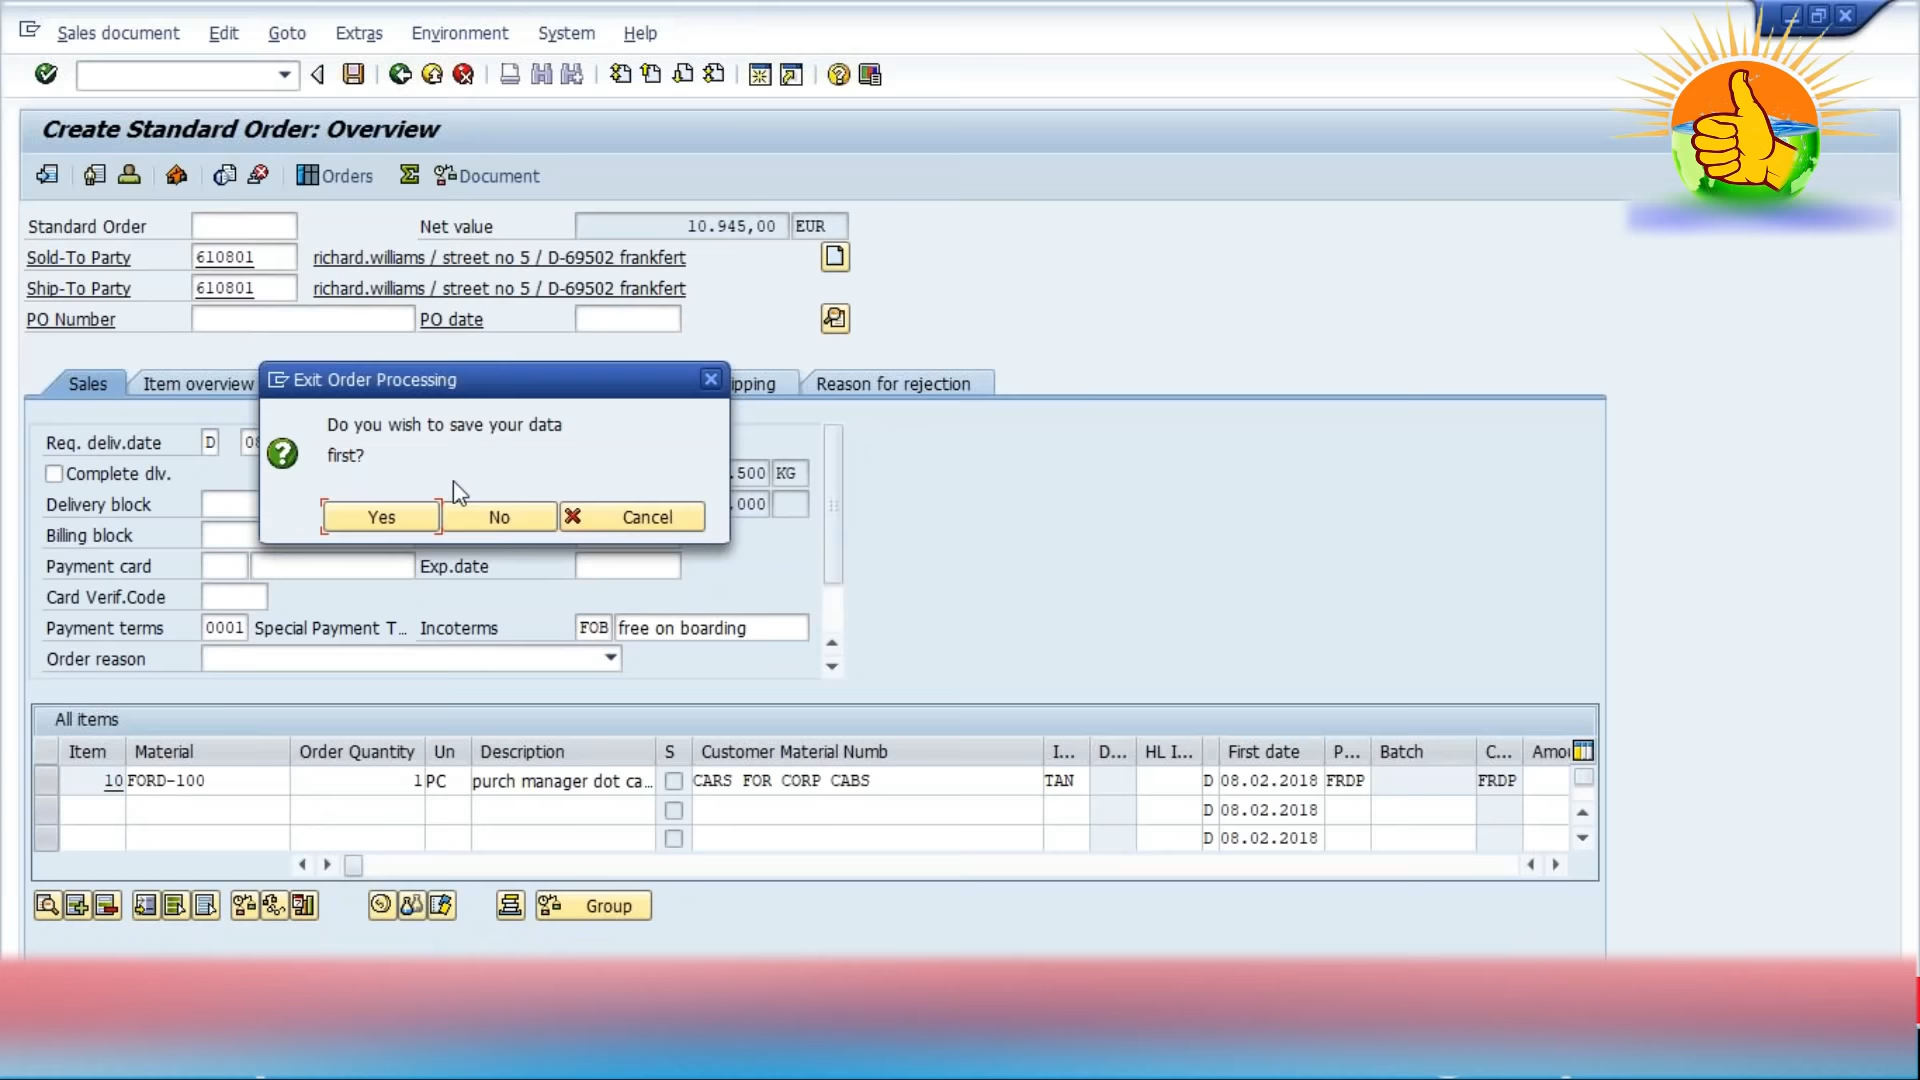 Sales document Edit Goto Extras Environment System Help
Create Standard Order: Overview
Orders Document
Standard Order Net value 10.945,00 EUR
Sold-To Party 610801 richard.williams / street no 5 / D-69502 frankfert
Ship-To Party 610801 richard.williams / street no 5 / D-69502 frankfert
PO Number PO date
Sales Item overview Reason for rejection
Exit Order Processing
Do you wish to save your data
first?
Yes No Cancel
Req. deliv.date D
Complete dlv. KG
Delivery block
Billing block
Payment card Exp.date
Card Verif.Code
Payment terms 0001 Special Payment T... Incoterms FOB free on boarding
Order reason
All items
Item Material Order Quantity Un Description S Customer Material Numb I... D... HL I... First date P... Batch C...
10 FORD-100 1 PC purch manager dot ca... CARS FOR CORP CABS TAN D 08.02.2018 FRDP FRDP
D 08.02.2018
D 08.02.2018
Group